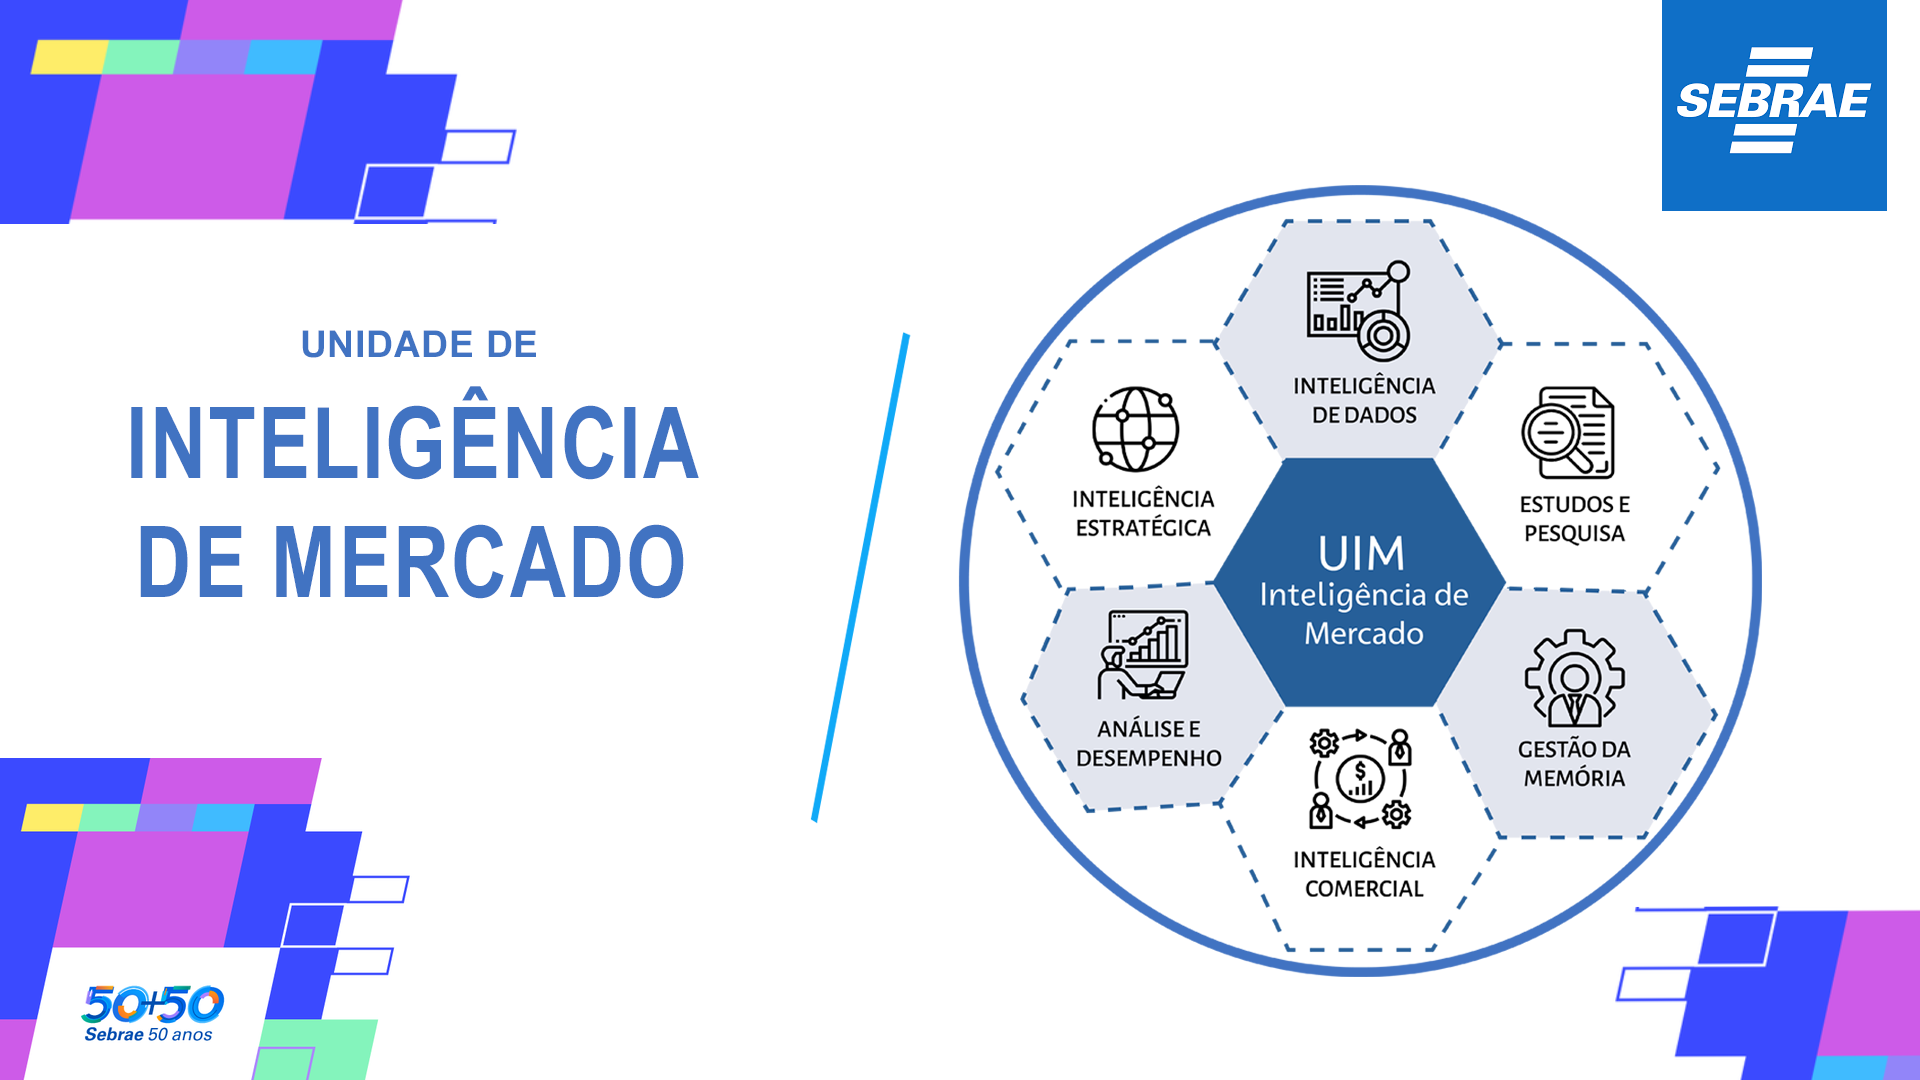 SEBRAE
UNIDADE DE
INTELIGÊNCIA
DE MERCADO
INTELIGÊNCIA
DE DADOS
INTELIGÊNCIA
ESTRATÉGICA
ESTUDOS E
PESQUISA
UIM
Inteligência de
Mercado
ANÁLISE E
DESEMPENHO
GESTÃO DA
MEMÓRIA
$
INTELIGÊNCIA
COMERCIAL
50+50
Sebrae 50 anos